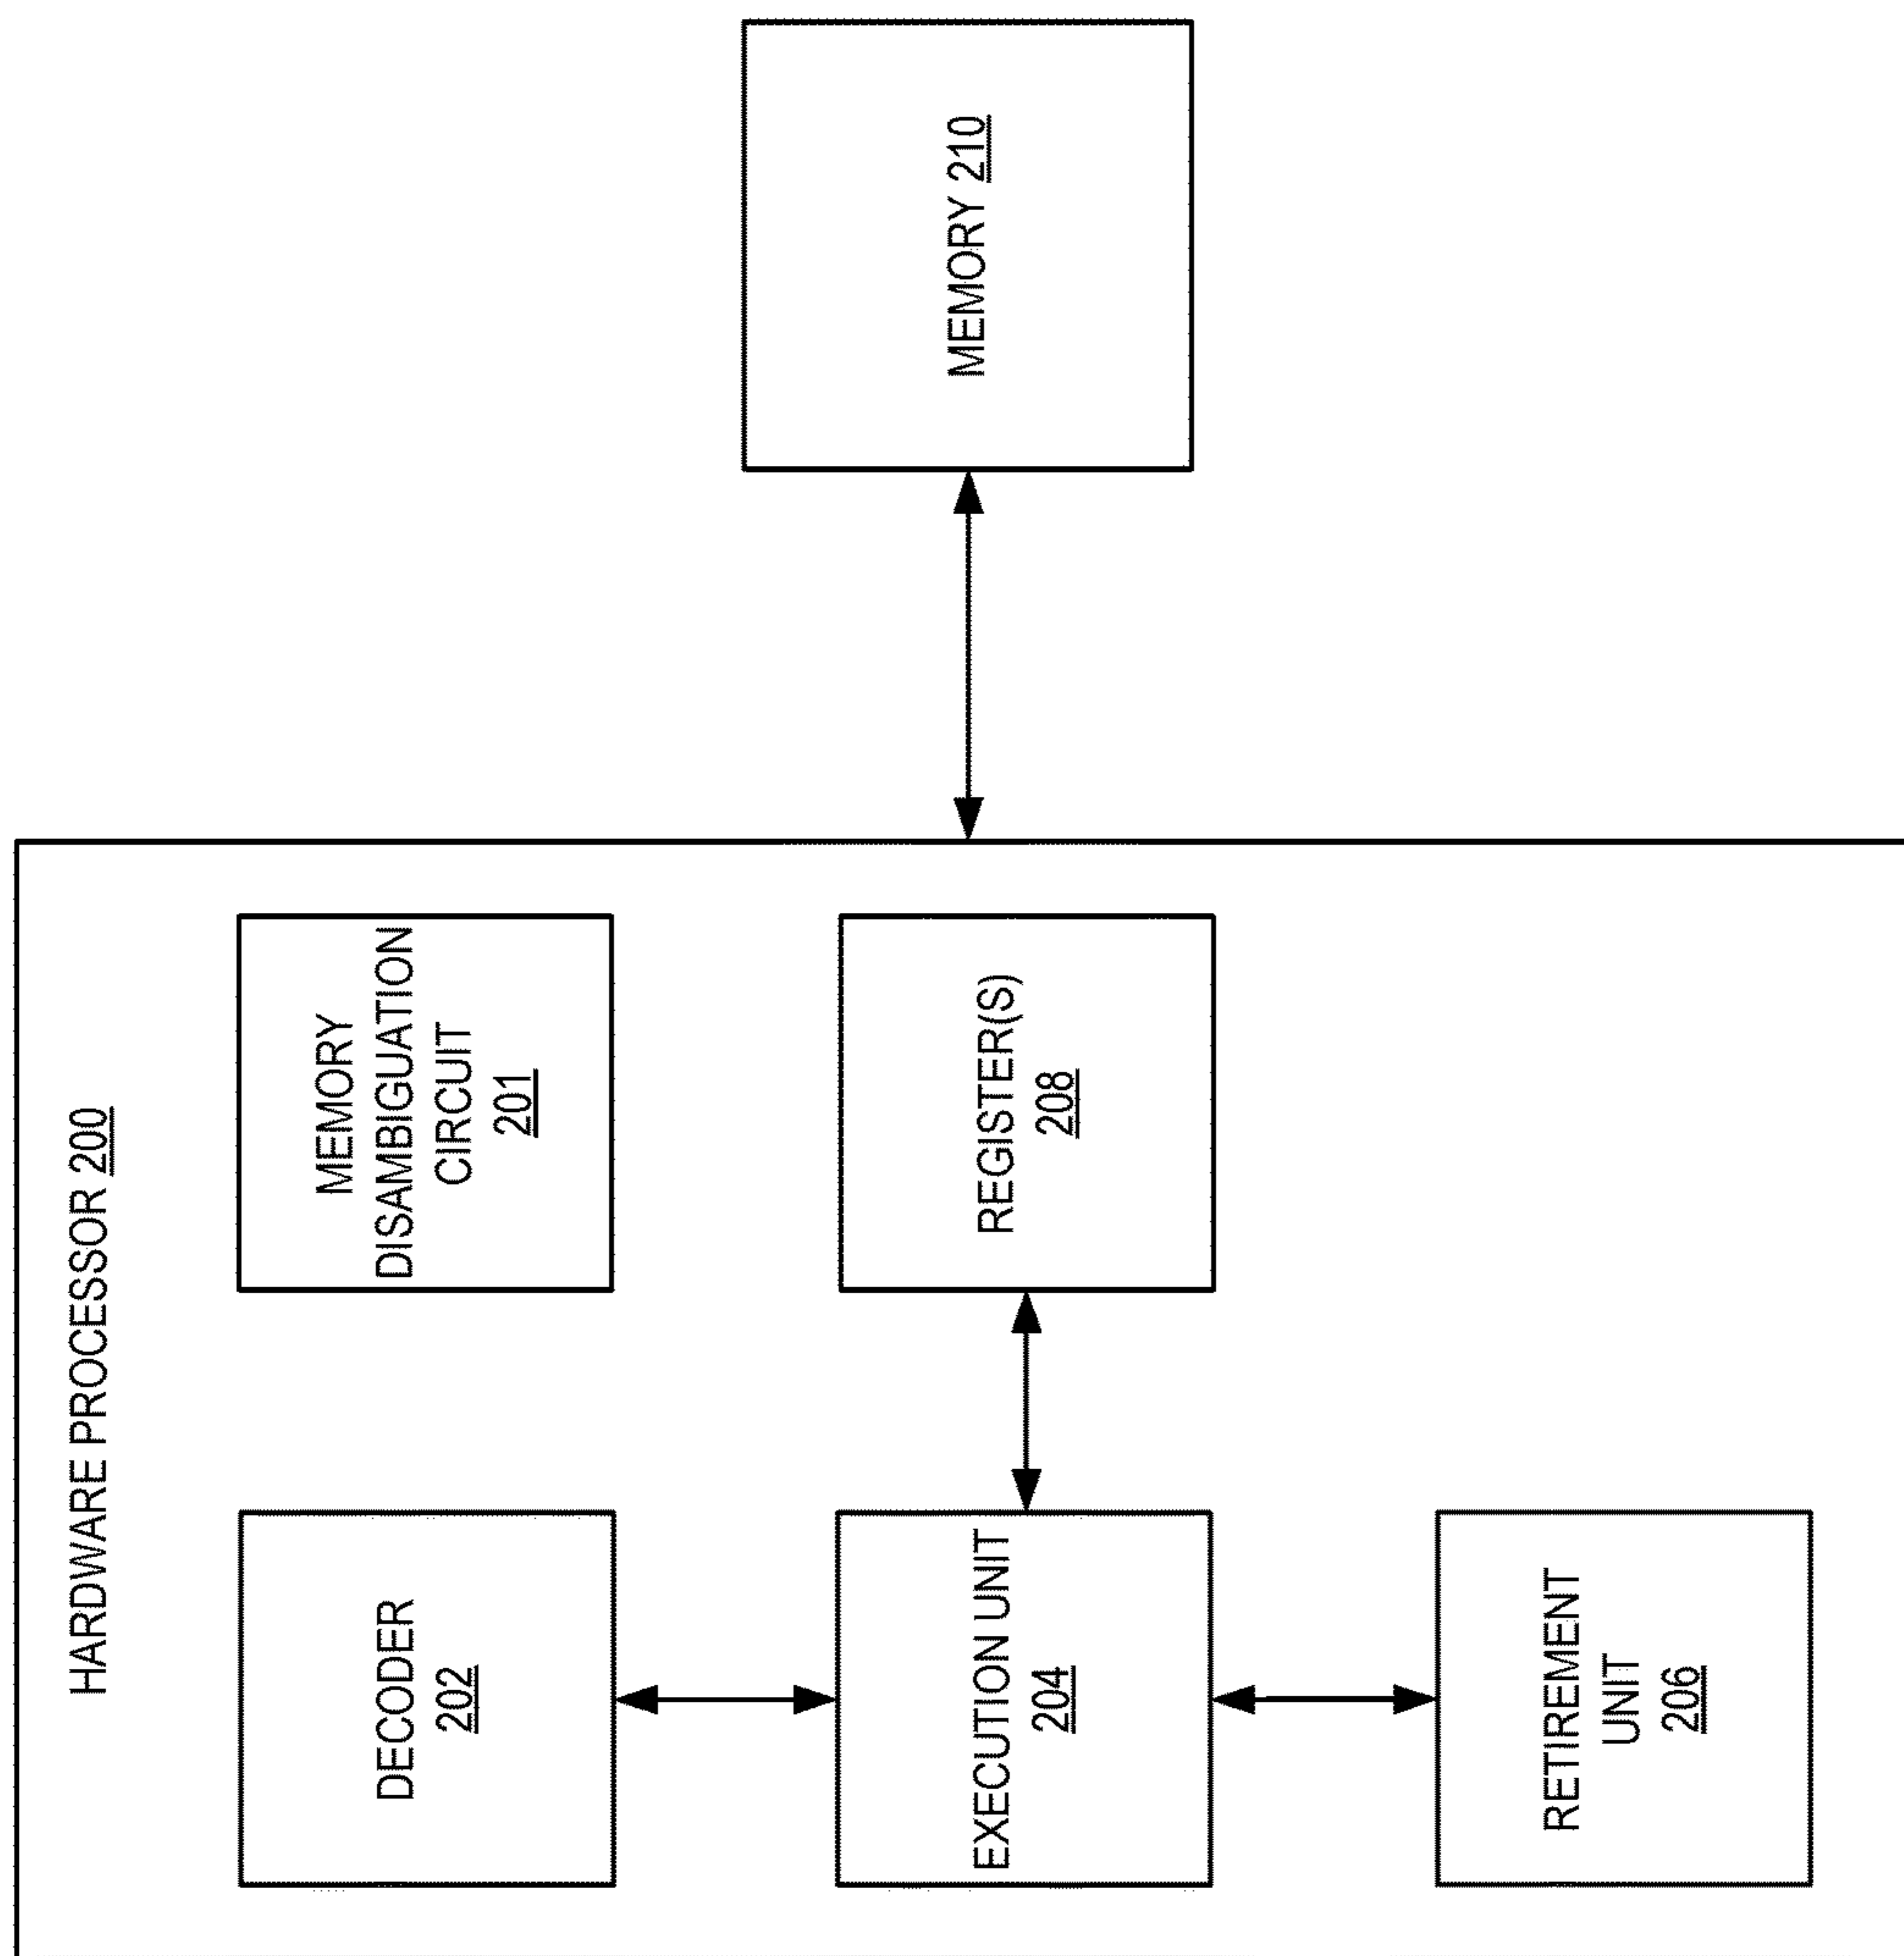 HARDWARE PROCESSOR 200
DECODER
202
MEMORY
DISAMBIGUATION
CIRCUIT
201
EXECUTION UNIT
204
REGISTER(S)
208
RETIREMENT
UNIT
206
MEMORY 210